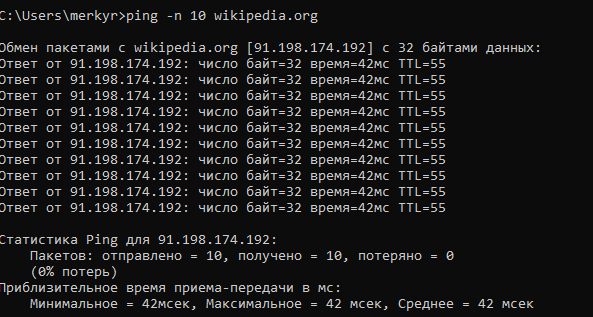 C:\Users\merkyr>ping -n 10 wikipedia.org
Обмен пакетами с wikipedia.org [91.198.174.192] с 32 байтами данных:
Ответ от 91.198.174.192: число байт=32 время=42мс TTL=55
Ответ от 91.198.174.192: число байт=32 время=42мс TTL=55
Ответ от 91.198.174.192: число байт=32 время=42мс TTL=55
Ответ от 91.198.174.192: число байт=32 время=42мс TTL=55
Ответ от 91.198.174.192: число байт=32 время=42мс TTL=55
Ответ от 91.198.174.192: число байт=32 время=42мс TTL=55
Ответ от 91.198.174.192: число байт=32 время=42мс TTL=55
Ответ от 91.198.174.192: число байт=32 время=42мс TTL=55
Ответ от 91.198.174.192: число байт=32 время=42мс TTL=55
Ответ от 91.198.174.192: число байт=32 время=42мс TTL=55
Статистика Ping для 91.198.174.192:
Пакетов: отправлено = 10, получено = 10, потеряно = 0
(0% потерь)
Приблизительное время приема-передачи в мс:
Минимальное = 42мсек, Максимальное = 42 мсек, Среднее = 42 мсек